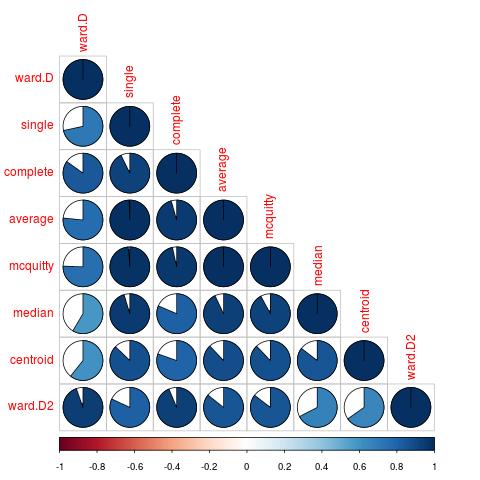 ward.D
single
complete
average
mcquitty
median
centroid
ward.D2
ward.D
single
complete
average
mcquitty
median
centroid
ward.D2
-1 -0.8 -0.6 -0.4 -0.2 0 0.2 0.4 0.6 0.8 1